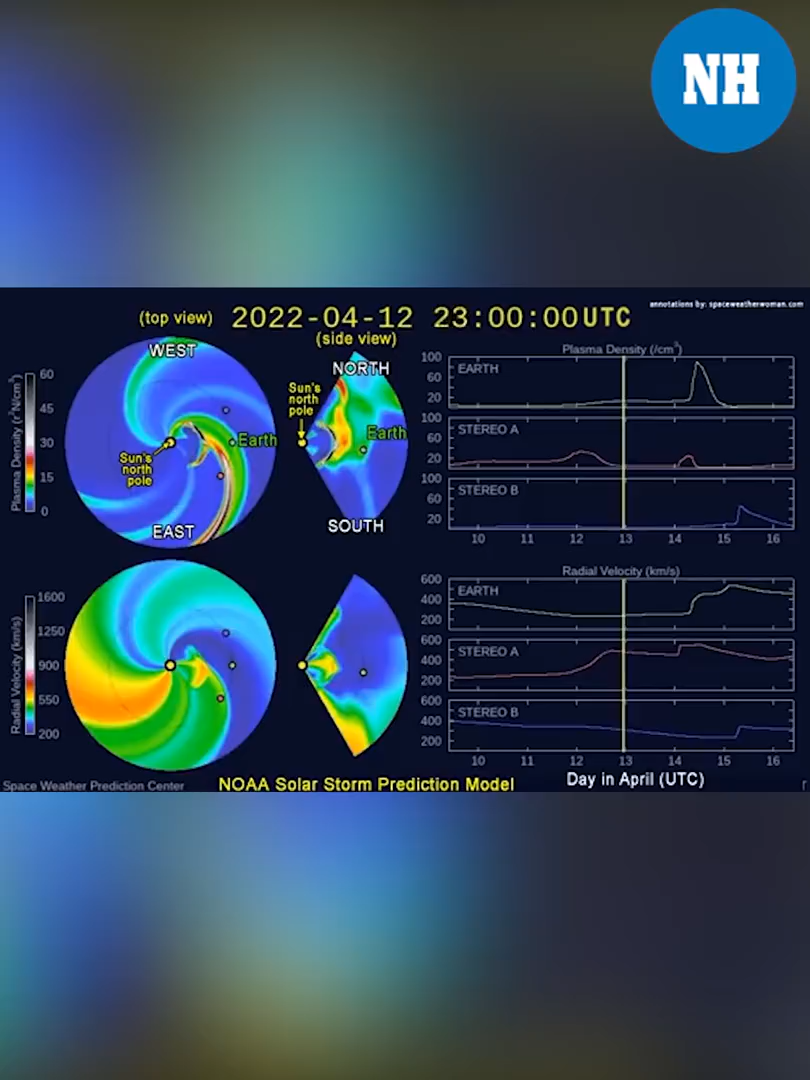 NH
annotations by: spaceweatherwoman.com
(top view) 2022-04-12 23:00:00UTC
(side view)
Plasma Density (r²N/cm³)
60
45
30
15
0
WEST
Earth
Sun's
north
pole
EAST
NORTH
Sun's
north
pole
Earth
SOUTH
Plasma Density (/cm³)
EARTH
100
60
20
STEREO A
100
60
20
STEREO B
100
60
20
10 11 12 13 14 15 16
Radial Velocity (km/s)
1600
1250
900
550
200
Radial Velocity (km/s)
EARTH
600
400
200
STEREO A
600
400
200
STEREO B
600
400
200
10 11 12 13 14 15 16
Space Weather Prediction Center
NOAA Solar Storm Prediction Model
Day in April (UTC)